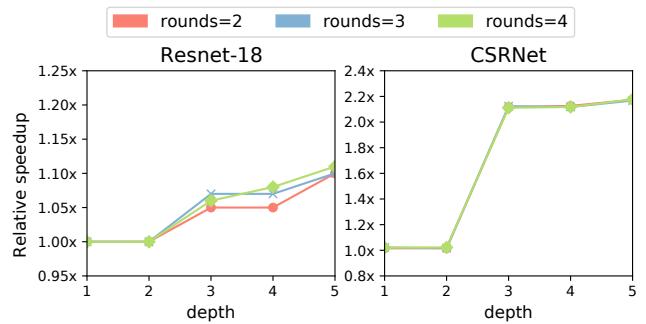 rounds=2 rounds=3 rounds=4
Resnet-18
1.25x
1.20x
1.15x
1.10x
1.05x
1.00x
0.95x
Relative speedup
1 2 3 4 5
depth
CSRNet
2.4x
2.2x
2.0x
1.8x
1.6x
1.4x
1.2x
1.0x
0.8x
1 2 3 4 5
depth